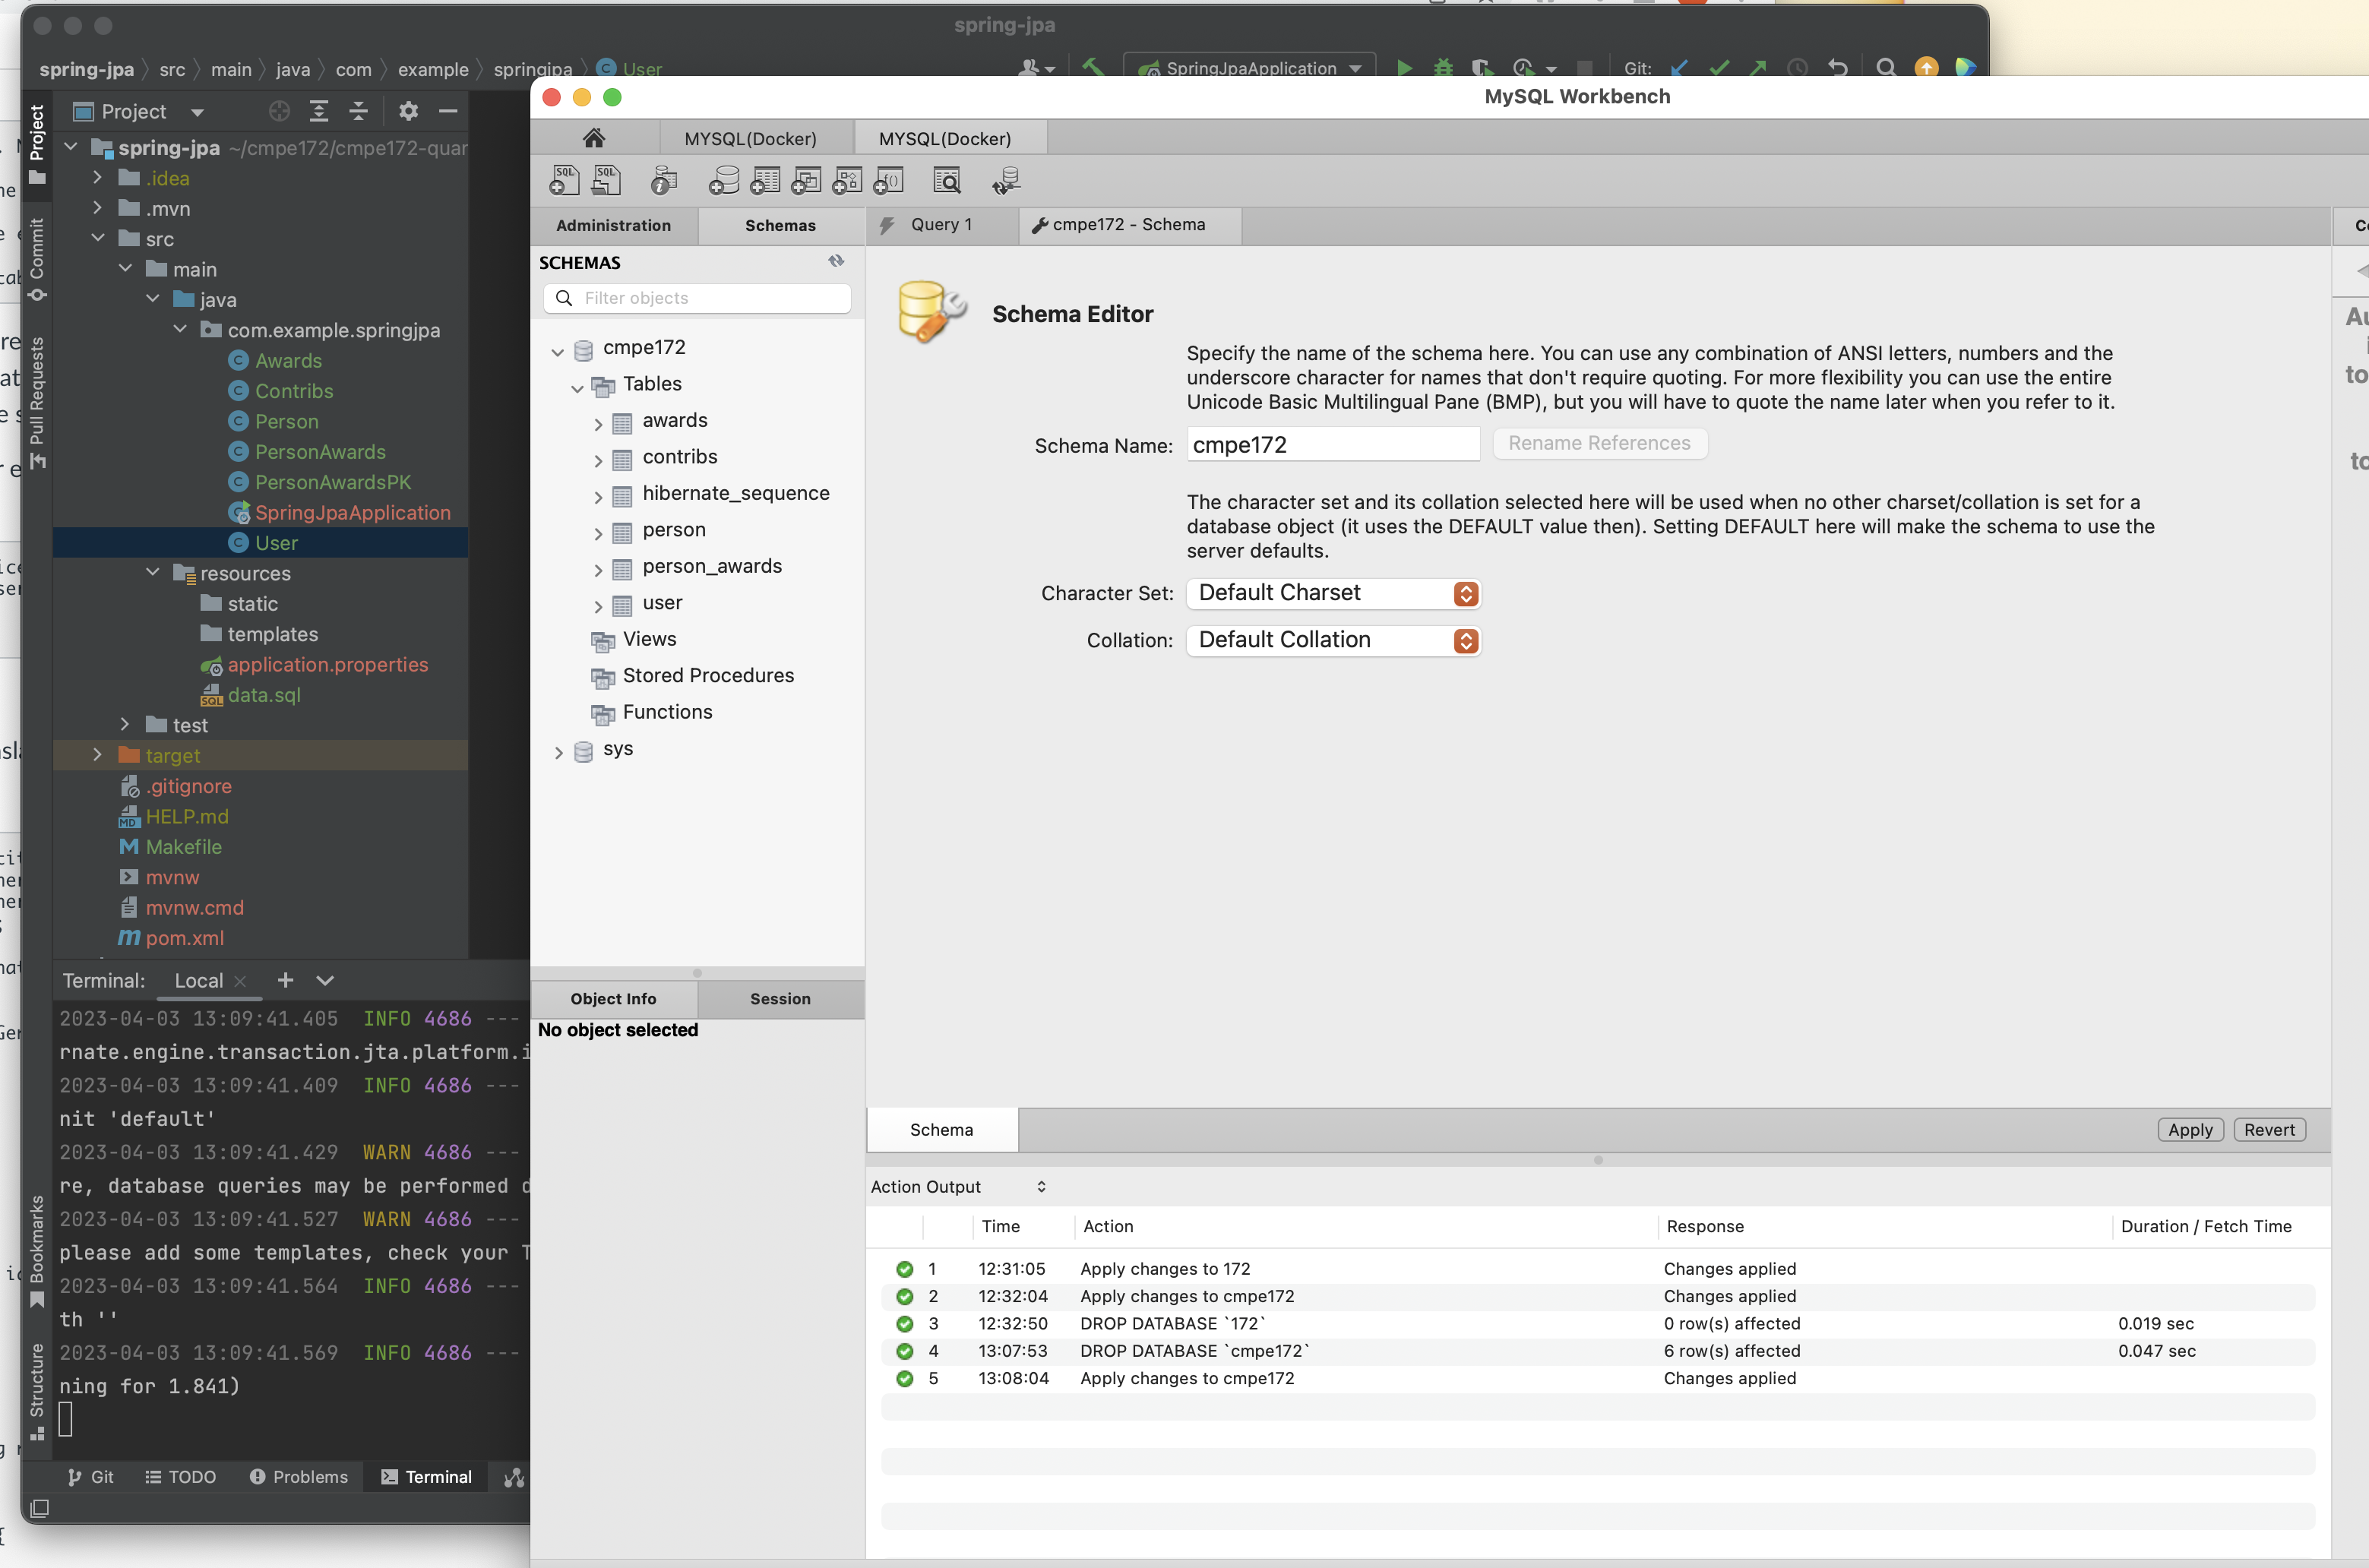 spring-jpa
spring-jpa
src
main
java
com
example
springjpa
User
SpringJpaApplication
Git:
Project
Project
spring-jpa ~/cmpe172/cmpe172-quar
.idea
.mvn
src
main
java
com.example.springjpa
Awards
Contribs
Person
PersonAwards
PersonAwardsPK
SpringJpaApplication
User
resources
static
templates
application.properties
data.sql
test
target
.gitignore
HELP.md
Makefile
mvnw
mvnw.cmd
pom.xml
Commit
Pull Requests
Bookmarks
Structure
Terminal:
Local
2023-04-03 13:09:41.405 INFO 4686 ---
rnate.engine.transaction.jta.platform.i
2023-04-03 13:09:41.409 INFO 4686 ---
nit 'default'
2023-04-03 13:09:41.429 WARN 4686 ---
re, database queries may be performed d
2023-04-03 13:09:41.527 WARN 4686 ---
please add some templates, check your T
2023-04-03 13:09:41.564 INFO 4686 ---
th ''
2023-04-03 13:09:41.569 INFO 4686 ---
ning for 1.841)
Git
TODO
Problems
Terminal
MySQL Workbench
MYSQL(Docker)
MYSQL(Docker)
Administration
Schemas
Query 1
cmpe172 - Schema
SCHEMAS
Filter objects
cmpe172
Tables
awards
contribs
hibernate_sequence
person
person_awards
user
Views
Stored Procedures
Functions
sys
Object Info
Session
No object selected
Schema Editor
Specify the name of the schema here. You can use any combination of ANSI letters, numbers and the
underscore character for names that don't require quoting. For more flexibility you can use the entire
Unicode Basic Multilingual Pane (BMP), but you will have to quote the name later when you refer to it.
Schema Name: cmpe172 Rename References
The character set and its collation selected here will be used when no other charset/collation is set for a
database object (it uses the DEFAULT value then). Setting DEFAULT here will make the schema to use the
server defaults.
Character Set: Default Charset
Collation: Default Collation
Schema
Apply
Revert
Action Output
Time Action Response Duration / Fetch Time
1 12:31:05 Apply changes to 172 Changes applied
2 12:32:04 Apply changes to cmpe172 Changes applied
3 12:32:50 DROP DATABASE `172` 0 row(s) affected 0.019 sec
4 13:07:53 DROP DATABASE `cmpe172` 6 row(s) affected 0.047 sec
5 13:08:04 Apply changes to cmpe172 Changes applied